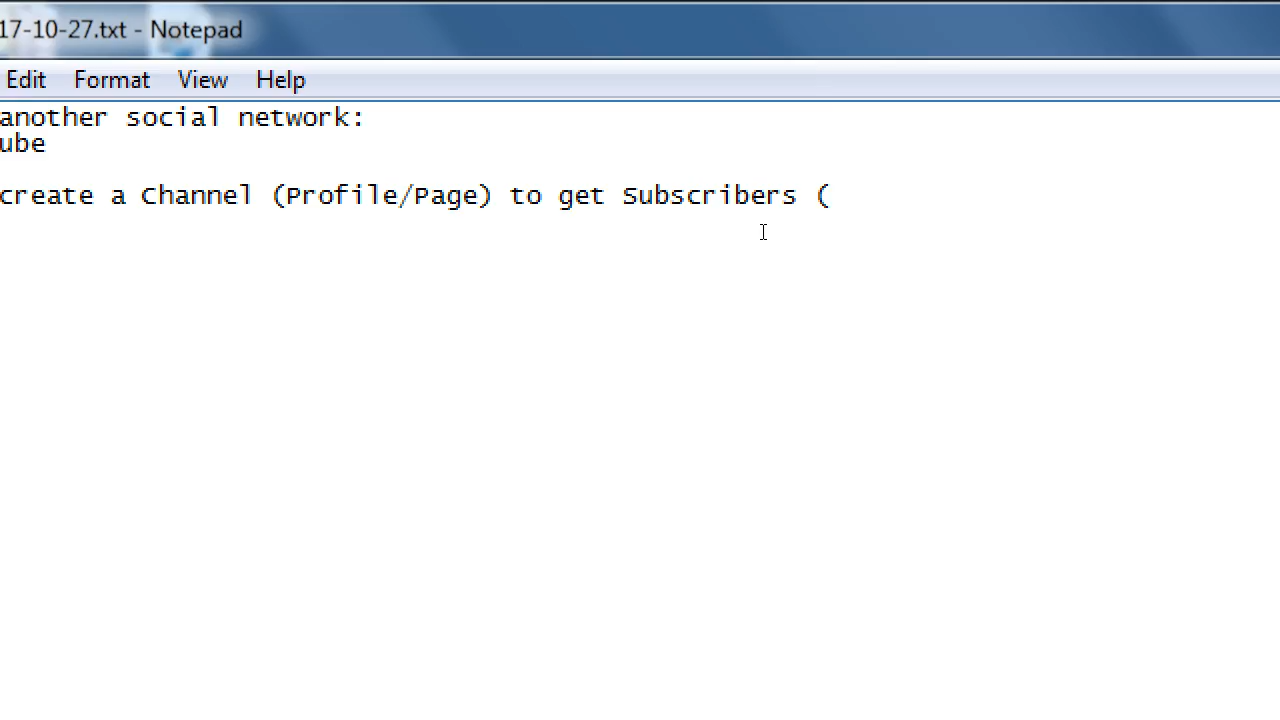 17-10-27.txt - Notepad
Edit Format View Help
another social network:
ube
create a Channel (Profile/Page) to get Subscribers (